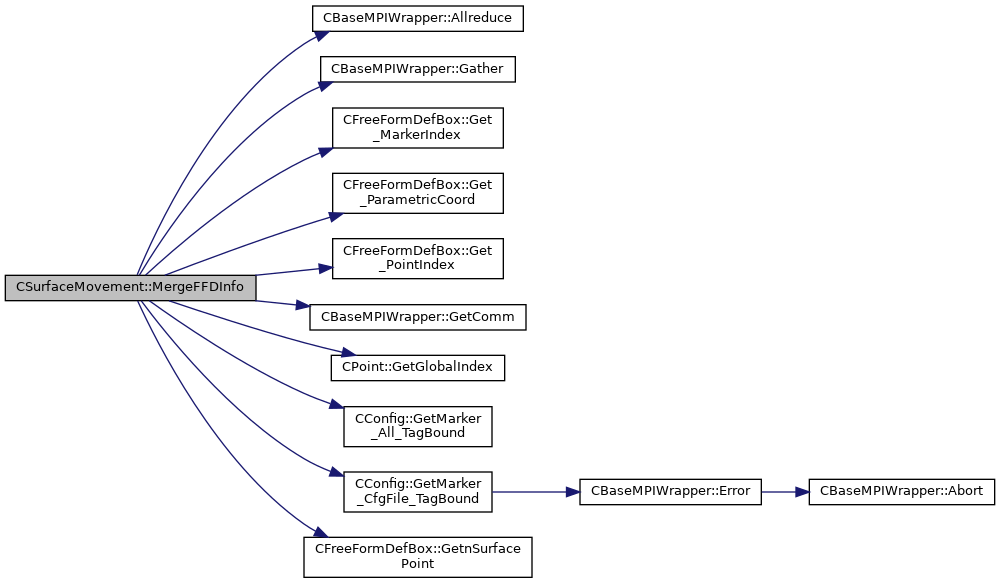 CBaseMPIWrapper::Allreduce
CBaseMPIWrapper::Gather
CFreeFormDefBox::Get
_MarkerIndex
CFreeFormDefBox::Get
_ParametricCoord
CFreeFormDefBox::Get
_PointIndex
CSurfaceMovement::MergeFFDInfo
CBaseMPIWrapper::GetComm
CPoint::GetGlobalIndex
CConfig::GetMarker
_All_TagBound
CConfig::GetMarker
_CfgFile_TagBound
CBaseMPIWrapper::Error
CBaseMPIWrapper::Abort
CFreeFormDefBox::GetnSurface
Point